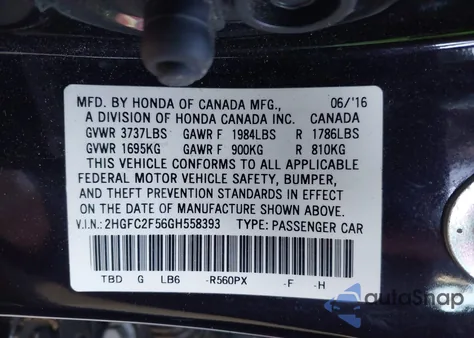 MFD. BY HONDA OF CANADA MFG., 06/'16
A DIVISION OF HONDA CANADA INC. CANADA
GVWR 3737LBS GAWR F 1984LBS R 1786LBS
GVWR 1695KG GAWR F 900KG R 810KG
THIS VEHICLE CONFORMS TO ALL APPLICABLE
FEDERAL MOTOR VEHICLE SAFETY, BUMPER,
AND THEFT PREVENTION STANDARDS IN EFFECT
ON THE DATE OF MANUFACTURE SHOWN ABOVE.
V.I.N.: 2HGFC2F56GH558393 TYPE: PASSENGER CAR
TBD G LB6 -R560PX -F -H
autoSnap